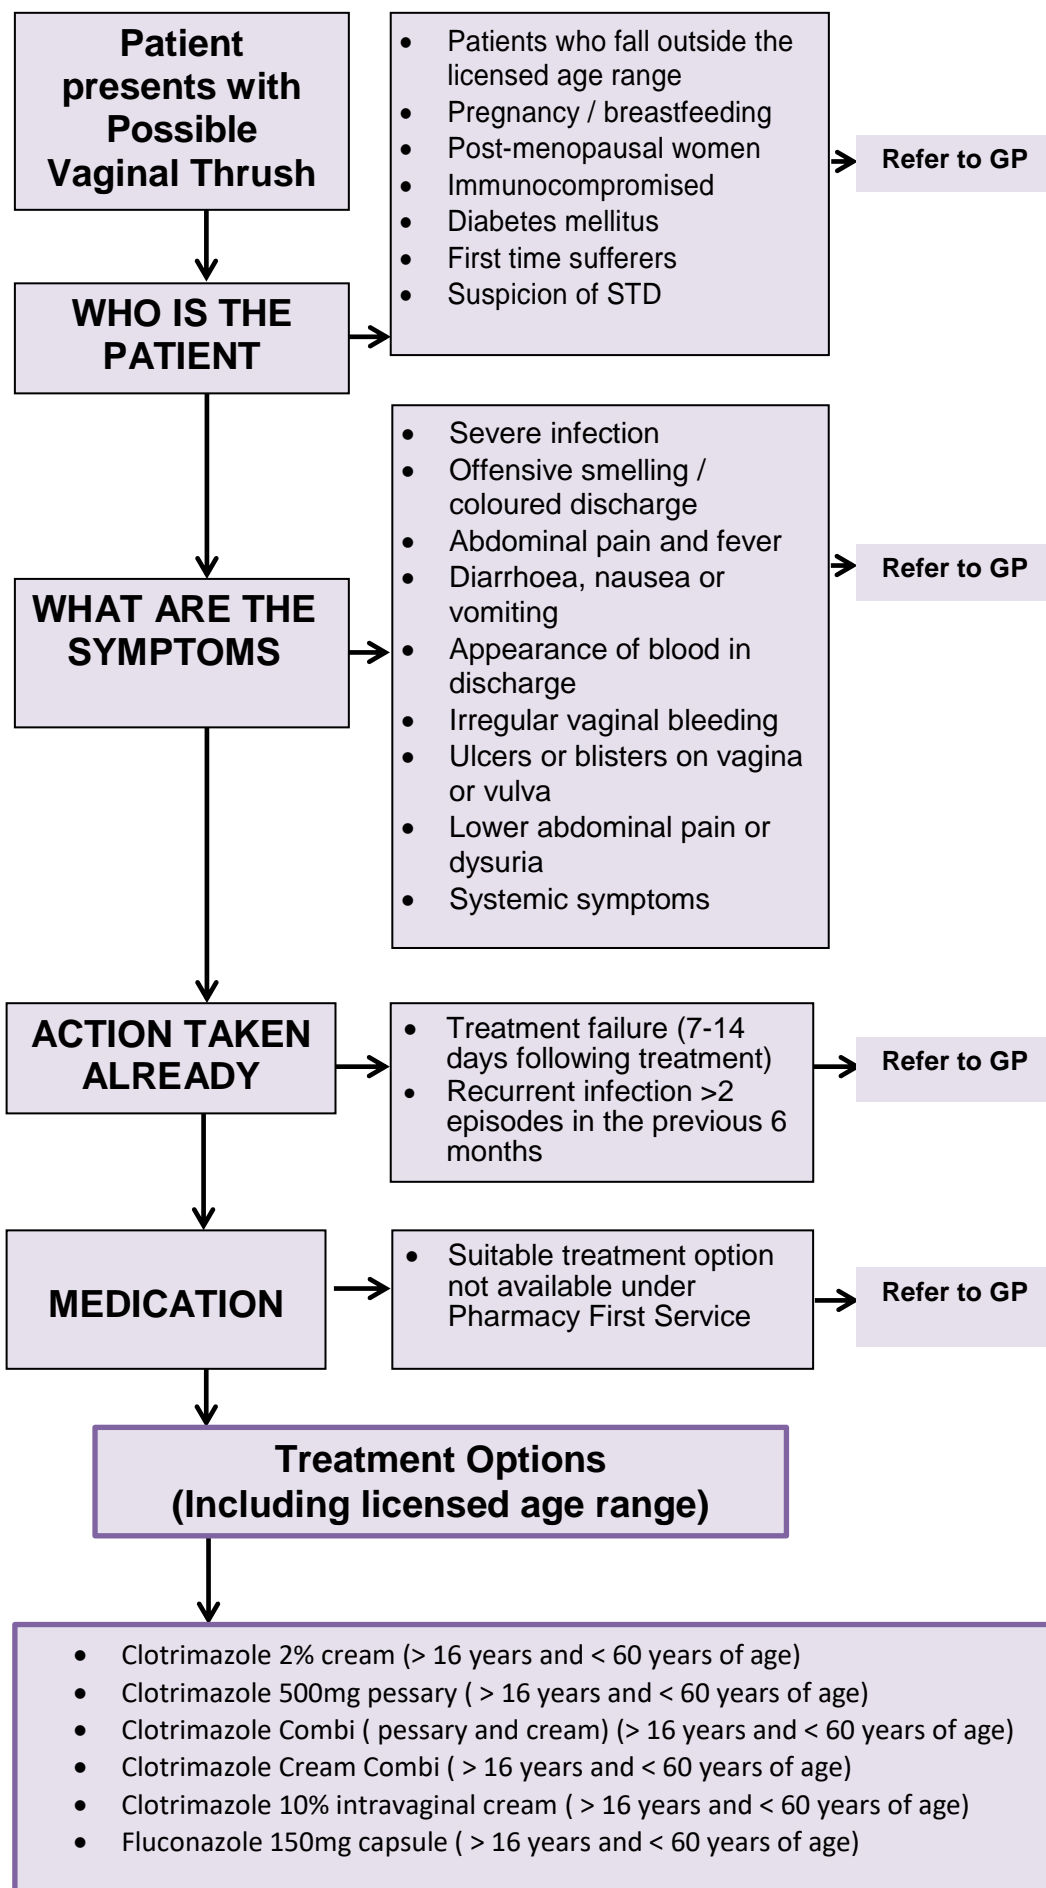 Patient
presents with
Possible
Vaginal Thrush
• Patients who fall outside the
licensed age range
• Pregnancy / breastfeeding
• Post-menopausal women
• Immunocompromised
• Diabetes mellitus
• First time sufferers
• Suspicion of STD
Refer to GP
WHO IS THE
PATIENT
• Severe infection
• Offensive smelling /
coloured discharge
• Abdominal pain and fever
• Diarrhoea, nausea or
vomiting
• Appearance of blood in
discharge
• Irregular vaginal bleeding
• Ulcers or blisters on vagina
or vulva
• Lower abdominal pain or
dysuria
• Systemic symptoms
Refer to GP
WHAT ARE THE
SYMPTOMS
ACTION TAKEN
ALREADY
• Treatment failure (7-14
days following treatment)
• Recurrent infection >2
episodes in the previous 6
months
Refer to GP
MEDICATION
• Suitable treatment option
not available under
Pharmacy First Service
Refer to GP
Treatment Options
(Including licensed age range)
• Clotrimazole 2% cream (> 16 years and < 60 years of age)
• Clotrimazole 500mg pessary ( > 16 years and < 60 years of age)
• Clotrimazole Combi ( pessary and cream) (> 16 years and < 60 years of age)
• Clotrimazole Cream Combi ( > 16 years and < 60 years of age)
• Clotrimazole 10% intravaginal cream ( > 16 years and < 60 years of age)
• Fluconazole 150mg capsule ( > 16 years and < 60 years of age)